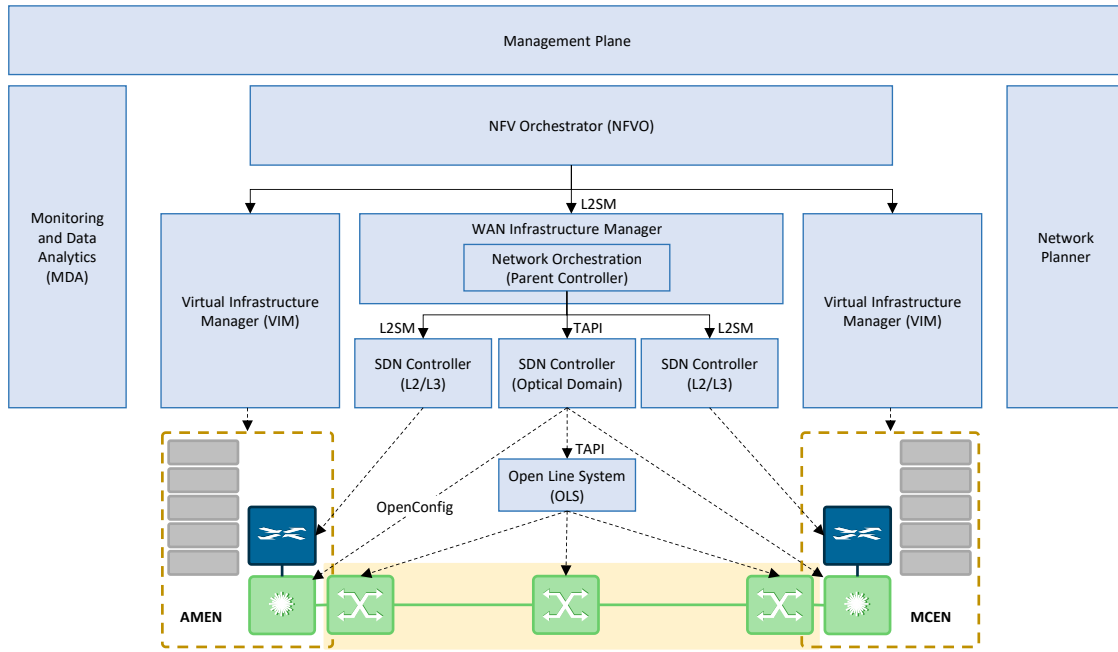 Management Plane
NFV Orchestrator (NFVO)
Monitoring
and Data
Analytics
(MDA)
Network
Planner
L2SM
WAN Infrastructure Manager
Network Orchestration
(Parent Controller)
Virtual Infrastructure
Manager (VIM)
Virtual Infrastructure
Manager (VIM)
L2SM
TAPI
L2SM
SDN Controller
(L2/L3)
SDN Controller
(Optical Domain)
SDN Controller
(L2/L3)
TAPI
Open Line System
(OLS)
OpenConfig
AMEN
MCEN